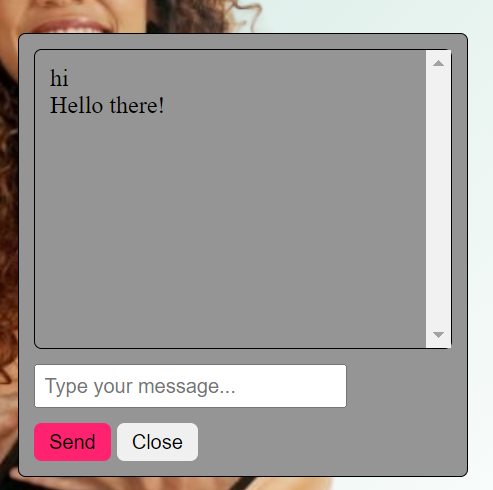 hi
Hello there!
Type your message...
Send
Close